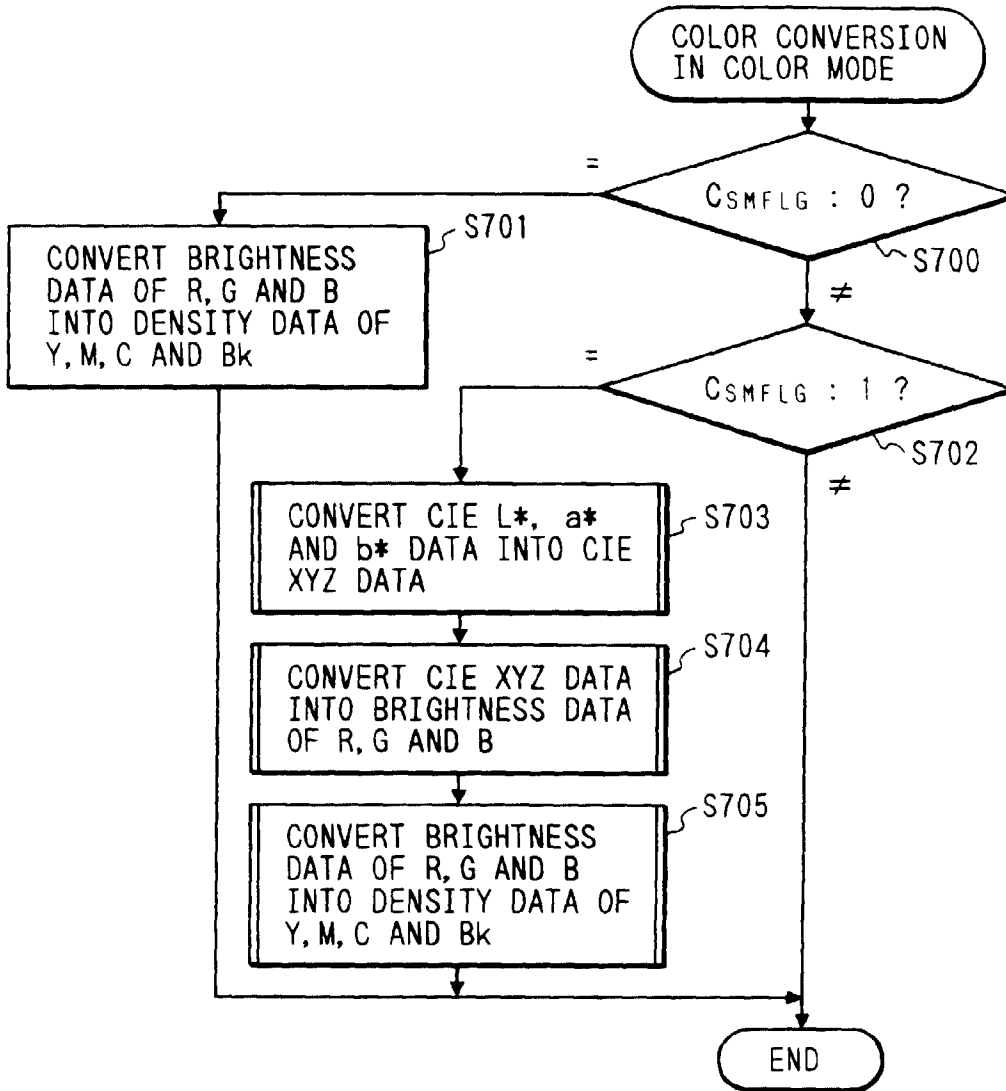 COLOR CONVERSION
IN COLOR MODE
=
CSMFLG : 0 ?
S700
≠
S701
CONVERT BRIGHTNESS
DATA OF R,G AND B
INTO DENSITY DATA OF
Y,M,C AND Bk
=
CSMFLG : 1 ?
S702
≠
S703
CONVERT CIE L*, a*
AND b* DATA INTO CIE
XYZ DATA
S704
CONVERT CIE XYZ DATA
INTO BRIGHTNESS DATA
OF R,G AND B
S705
CONVERT BRIGHTNESS
DATA OF R,G AND B
INTO DENSITY DATA OF
Y,M,C AND Bk
END